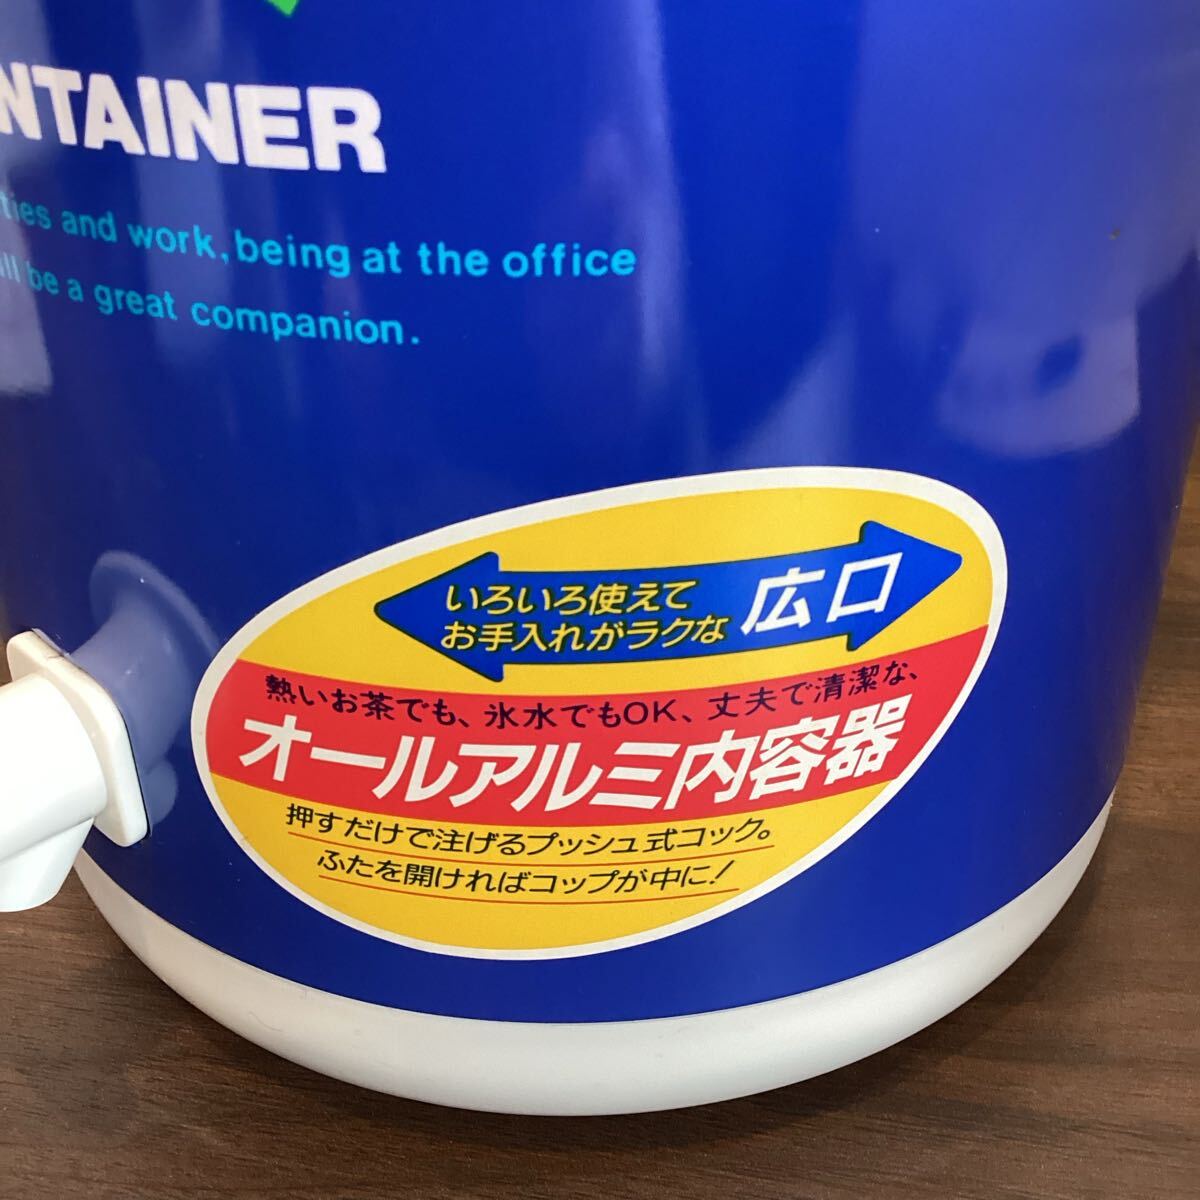 NTAINER
ties and work, being at the office
be a great companion.
いろいろ使えて
お手入れがラクな
広口
熱いお茶でも、氷水でもOK、丈夫で清潔な、
オールアルミ内容器
押すだけで注げるプッシュ式コック。
ふたを開ければコップが中に!